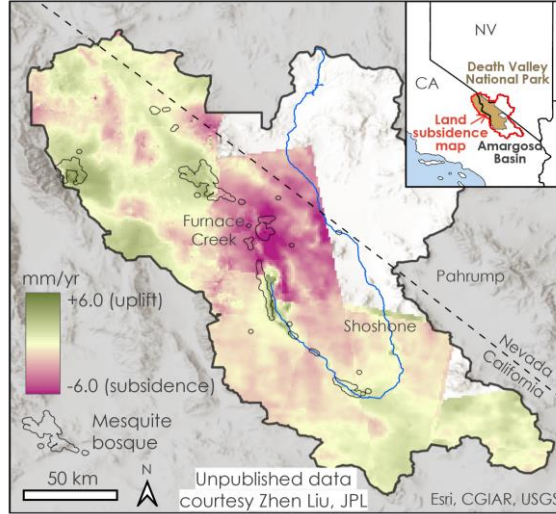 NV
CA
Death Valley
National Park
Land
subsidence
map
Amargosa
Basin
Furnace
Creek
Pahrump
mm/yr
+6.0 (uplift)
Shoshone
Nevada
California
-6.0 (subsidence)
Mesquite
bosque
50 km
N
Unpublished data
courtesy Zhen Liu, JPL
Esri, CGIAR, USGS